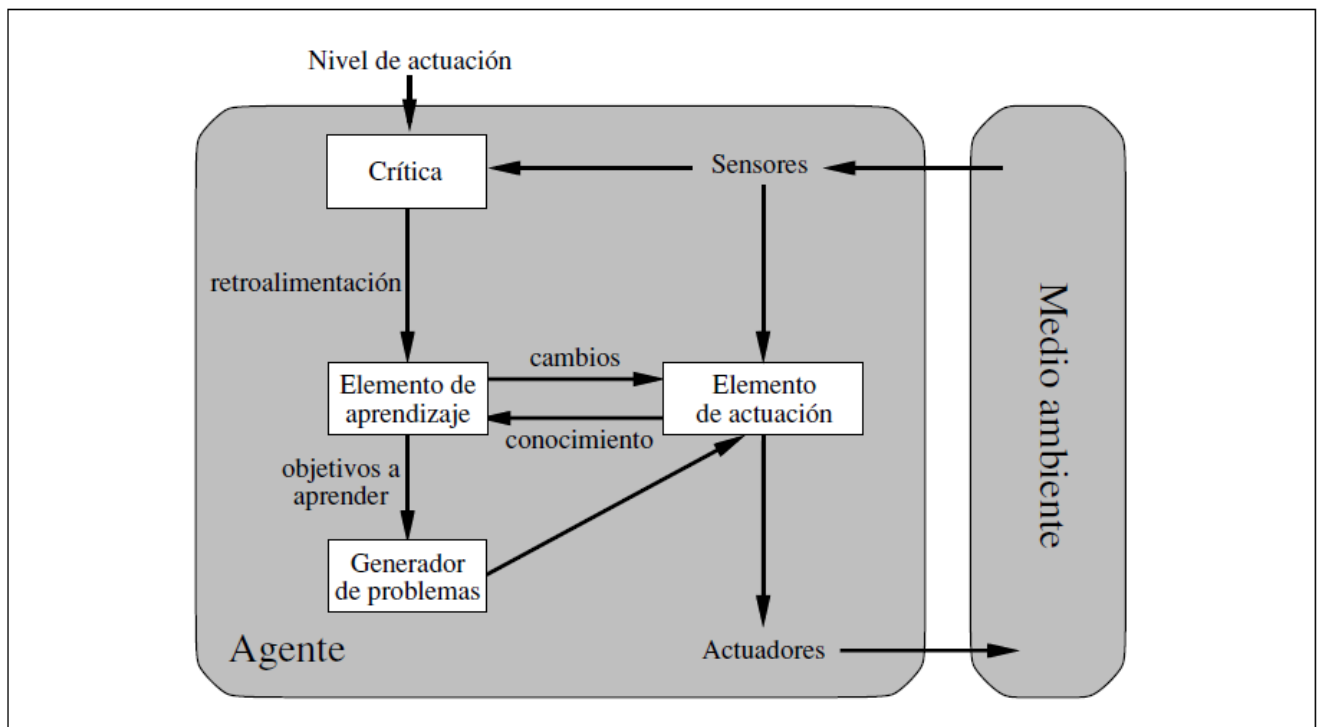 Nivel de actuación
Crítica
Sensores
retroalimentación
Medio ambiente
cambios
Elemento de
aprendizaje
Elemento
de actuación
conocimiento
objetivos a
aprender
Generador
de problemas
Agente
Actuadores